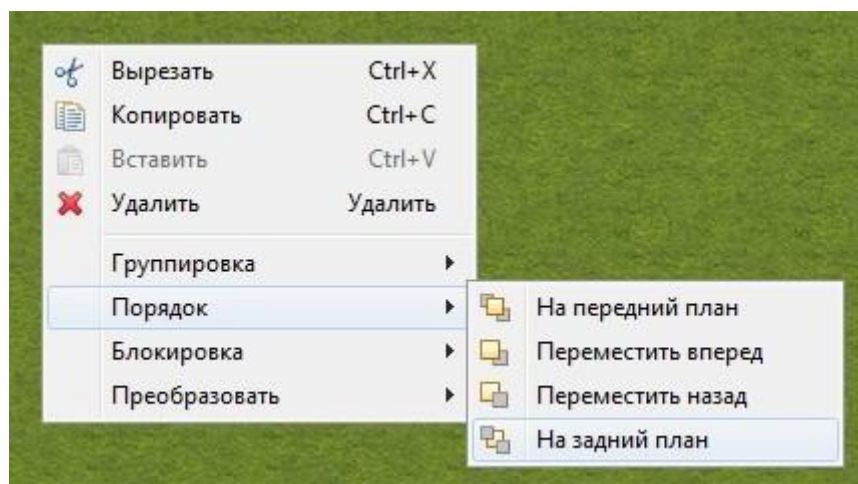 Вырезать Ctrl+X
Копировать Ctrl+C
Вставить Ctrl+V
Удалить Удалить
Группировка
Порядок
Блокировка
Преобразовать
На передний план
Переместить вперед
Переместить назад
На задний план